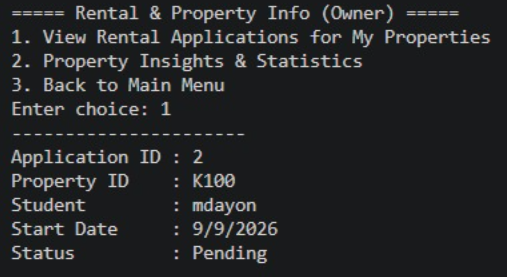 ===== Rental & Property Info (Owner) =====
1. View Rental Applications for My Properties
2. Property Insights & Statistics
3. Back to Main Menu
Enter choice: 1
----------------------
Application ID : 2
Property ID    : K100
Student        : mdayon
Start Date     : 9/9/2026
Status         : Pending